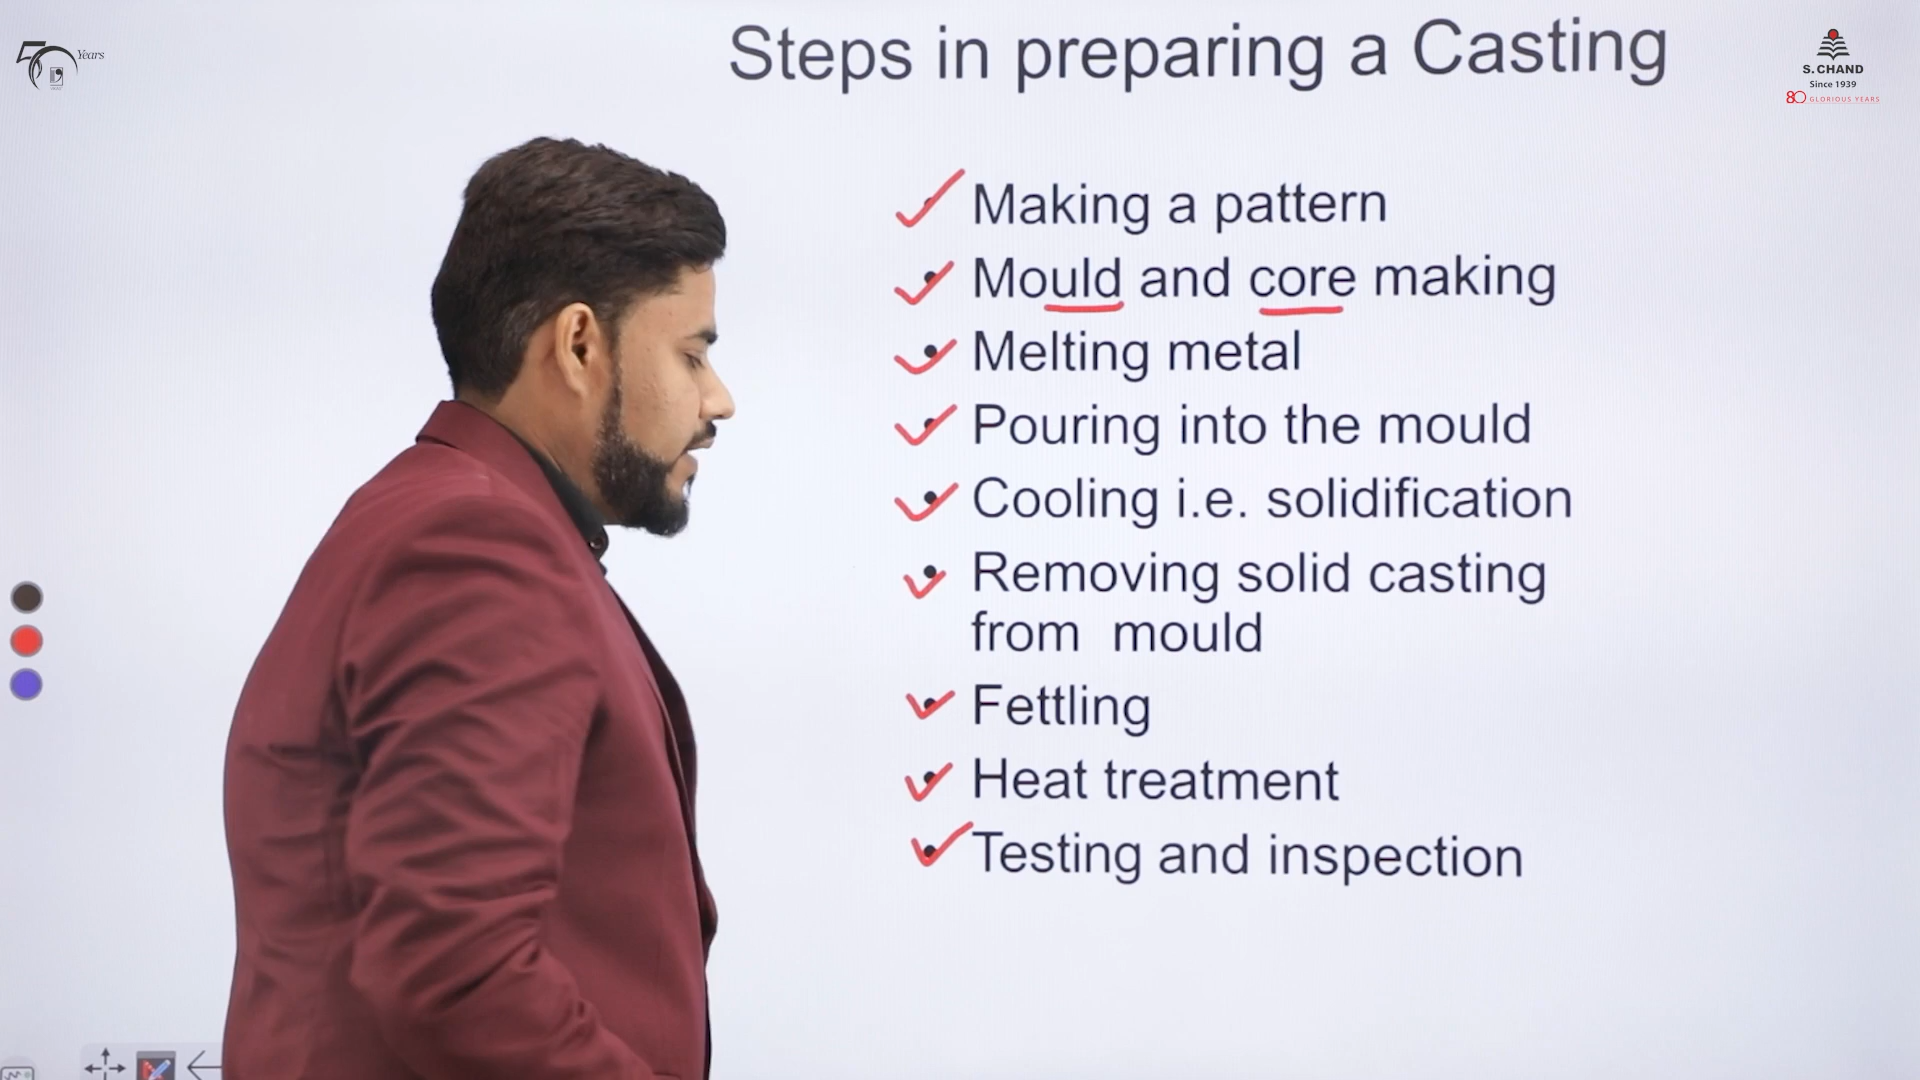 50 Years
Steps in preparing a Casting
S. CHAND
Since 1939
80 GLORIOUS YEARS
Making a pattern
Mould and core making
Melting metal
Pouring into the mould
Cooling i.e. solidification
Removing solid casting
from mould
Fettling
Heat treatment
Testing and inspection